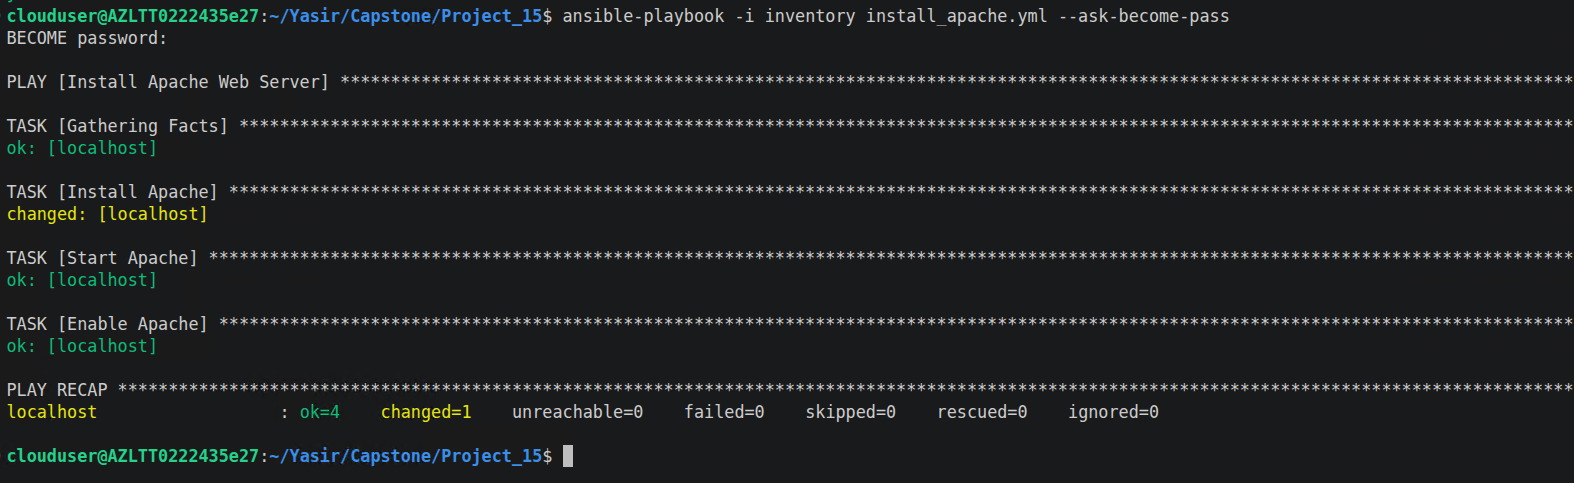 clouduser@AZLTT0222435e27:~/Yasir/Capstone/Project_15$ ansible-playbook -i inventory install_apache.yml --ask-become-pass
BECOME password:
PLAY [Install Apache Web Server] **************************************************************************************************************************
TASK [Gathering Facts] ************************************************************************************************************************************
ok: [localhost]
TASK [Install Apache] *************************************************************************************************************************************
changed: [localhost]
TASK [Start Apache] ***************************************************************************************************************************************
ok: [localhost]
TASK [Enable Apache] **************************************************************************************************************************************
ok: [localhost]
PLAY RECAP ************************************************************************************************************************************************
localhost                  : ok=4    changed=1    unreachable=0    failed=0    skipped=0    rescued=0    ignored=0
clouduser@AZLTT0222435e27:~/Yasir/Capstone/Project_15$